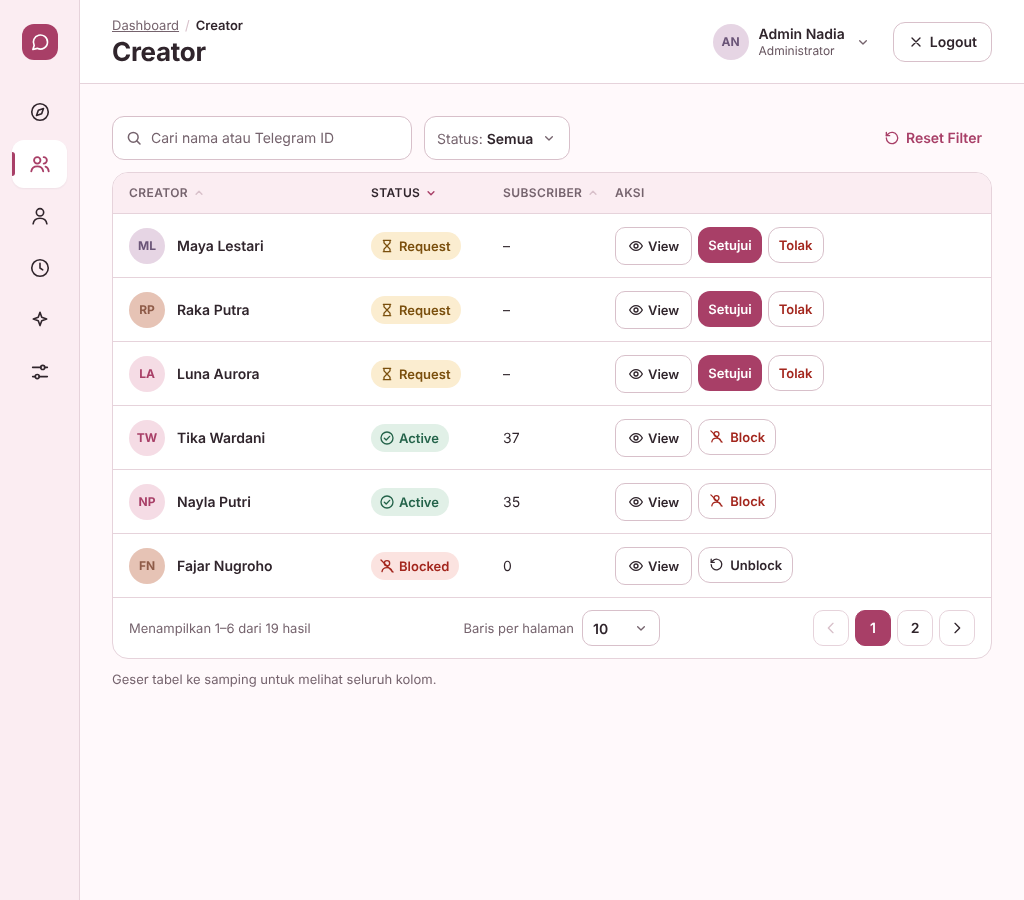 Dashboard / Creator
Creator
AN
Admin Nadia
Administrator
Logout
Cari nama atau Telegram ID
Status: Semua
Reset Filter
CREATOR STATUS SUBSCRIBER AKSI
ML Maya Lestari Request – View Setujui Tolak
RP Raka Putra Request – View Setujui Tolak
LA Luna Aurora Request – View Setujui Tolak
TW Tika Wardani Active 37 View Block
NP Nayla Putri Active 35 View Block
FN Fajar Nugroho Blocked 0 View Unblock
Menampilkan 1–6 dari 19 hasil Baris per halaman 10 1 2
Geser tabel ke samping untuk melihat seluruh kolom.